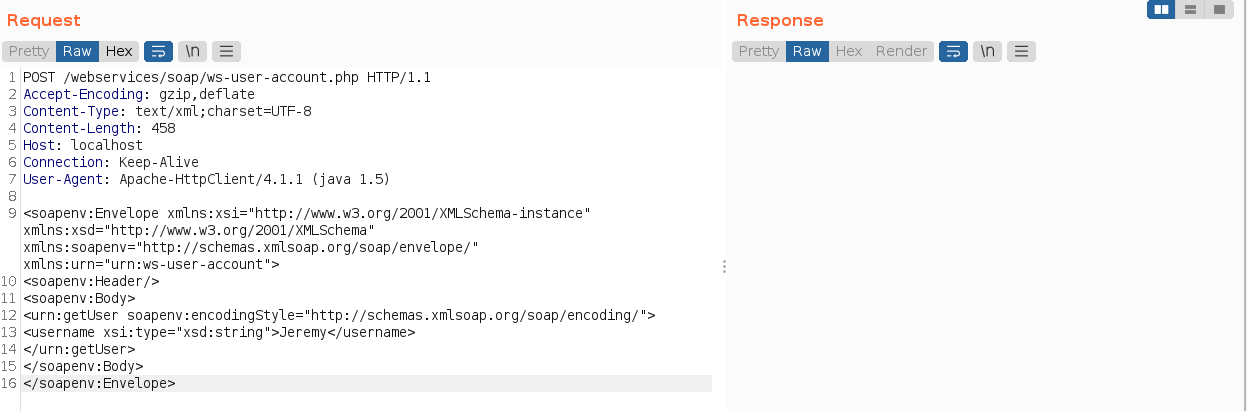 Request
Response
Pretty Raw Hex \n
Pretty Raw Hex Render \n
1 POST /webservices/soap/ws-user-account.php HTTP/1.1
2 Accept-Encoding: gzip,deflate
3 Content-Type: text/xml;charset=UTF-8
4 Content-Length: 458
5 Host: localhost
6 Connection: Keep-Alive
7 User-Agent: Apache-HttpClient/4.1.1 (java 1.5)
8
9 <soapenv:Envelope xmlns:xsi="http://www.w3.org/2001/XMLSchema-instance"
xmlns:xsd="http://www.w3.org/2001/XMLSchema"
xmlns:soapenv="http://schemas.xmlsoap.org/soap/envelope/"
xmlns:urn="urn:ws-user-account">
10 <soapenv:Header/>
11 <soapenv:Body>
12 <urn:getUser soapenv:encodingStyle="http://schemas.xmlsoap.org/soap/encoding/">
13 <username xsi:type="xsd:string">Jeremy</username>
14 </urn:getUser>
15 </soapenv:Body>
16 </soapenv:Envelope>